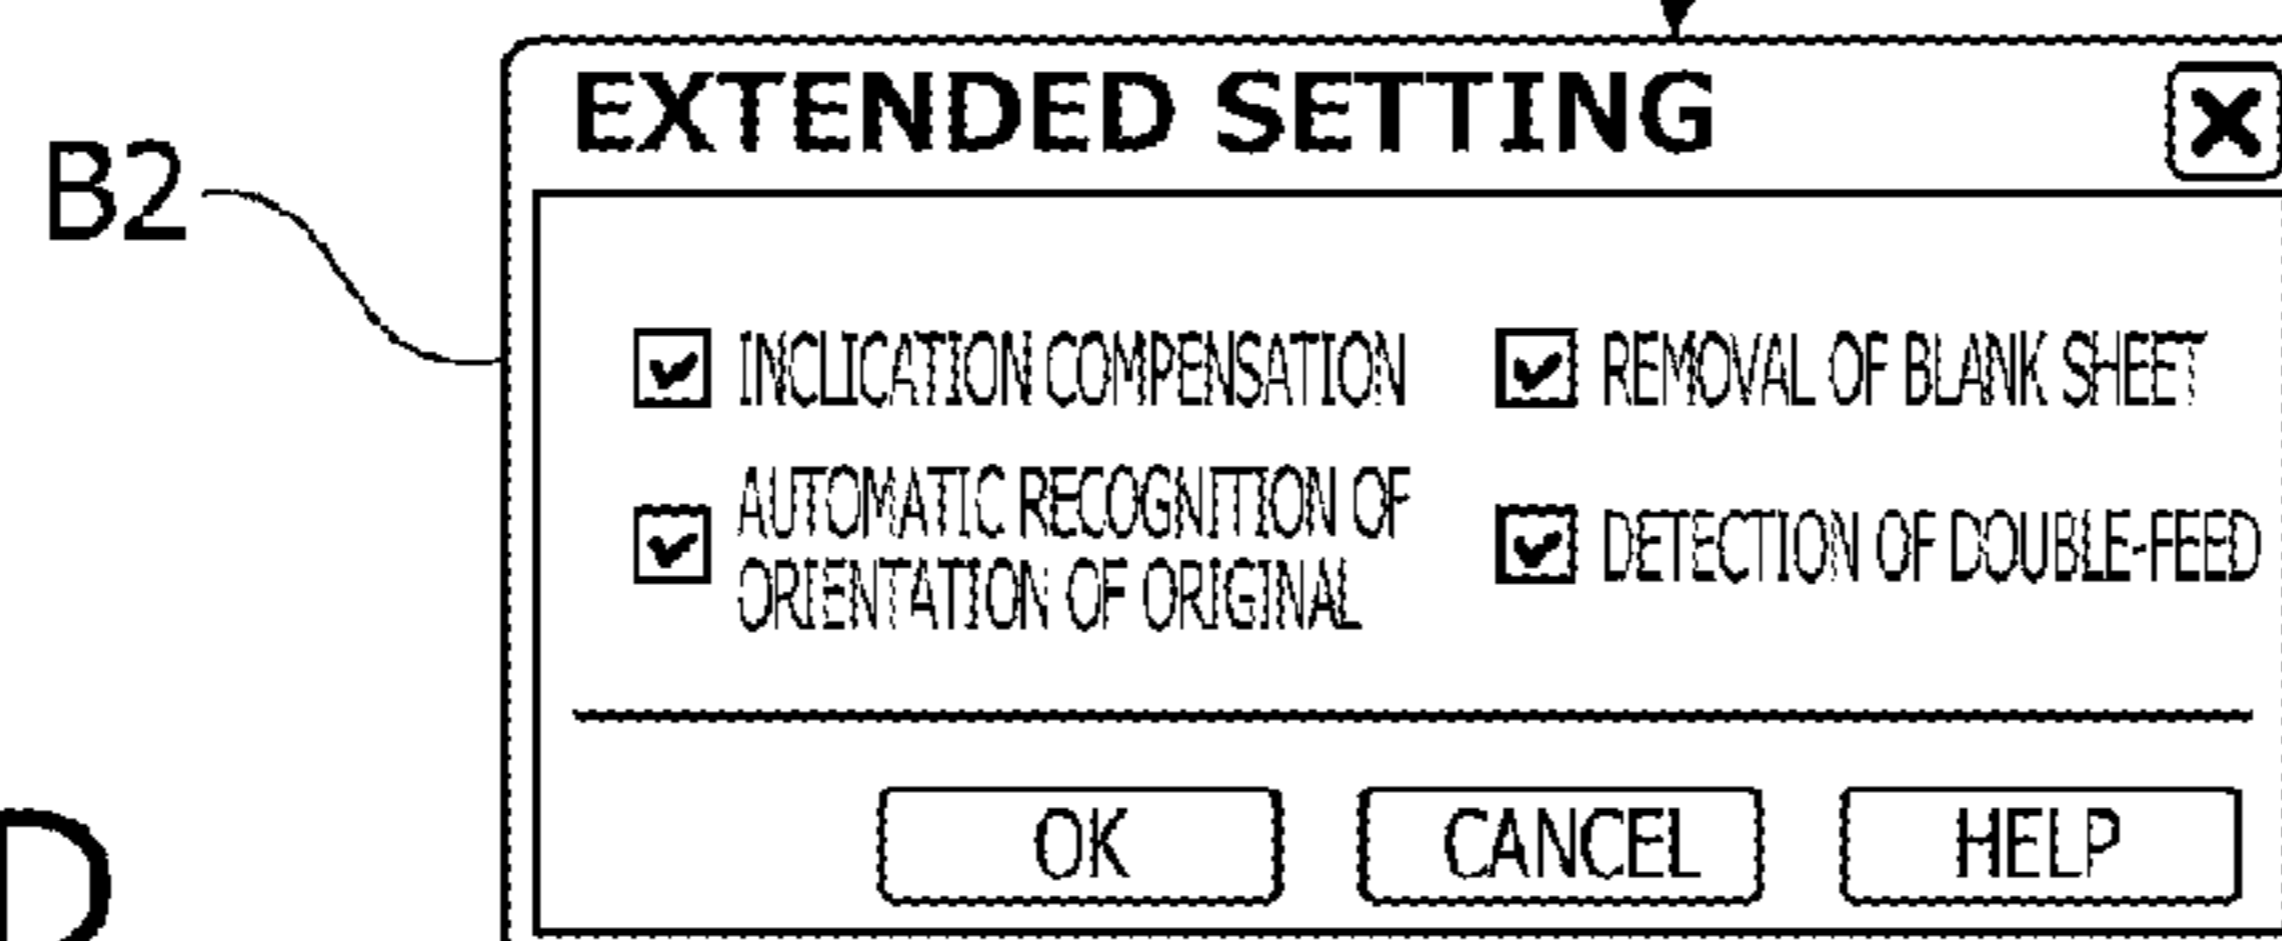 EXTENDED SETTING
B2
INCLICATION COMPENSATION
REMOVAL OF BLANK SHEET
AUTOMATIC RECOGNITION OF
ORIENTATION OF ORIGINAL
DETECTION OF DOUBLE-FEED
OK
CANCEL
HELP
D